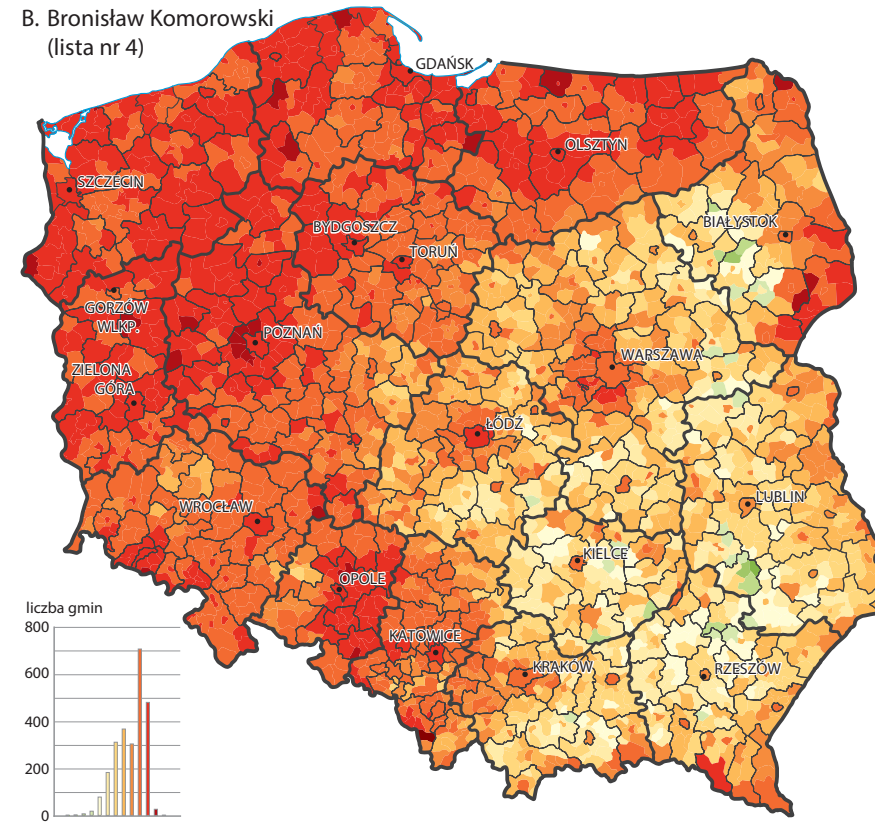 B. Bronisław Komorowski
(lista nr 4)
GDAŃSK
OLSZTYN
SZCZECIN
BIAŁYSTOK
BYDGOSZCZ
TORUŃ
GORZÓW
WLKP.
POZNAŃ
WARSZAWA
ZIELONA
GÓRA
ŁÓDŹ
WROCŁAW
LUBLIN
KIELCE
OPOLE
KATOWICE
KRAKÓW
RZESZÓW
liczba gmin
800
600
400
200
0